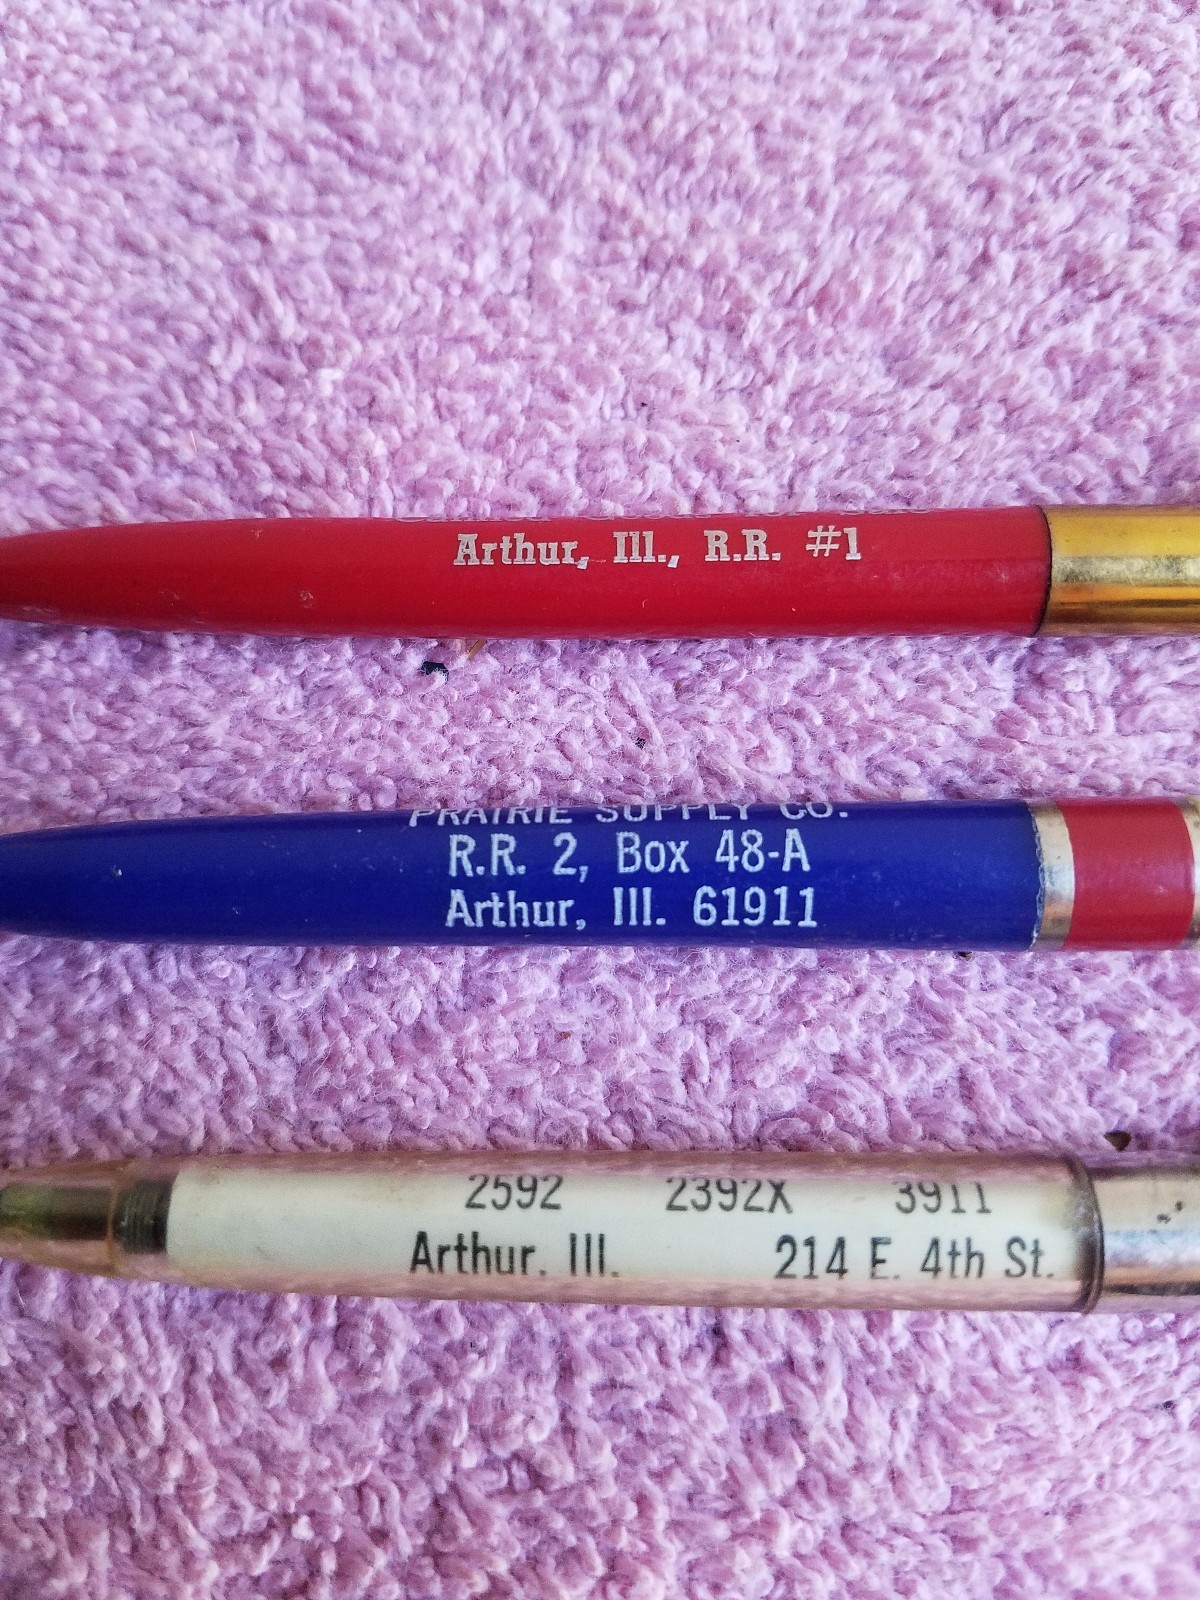 Arthur, Ill., R.R. #1
PRAIRIE SUPPLY CO.
R.R. 2, Box 48-A
Arthur, Ill. 61911
2592 2392X 3911
Arthur, Ill. 214 E. 4th St.